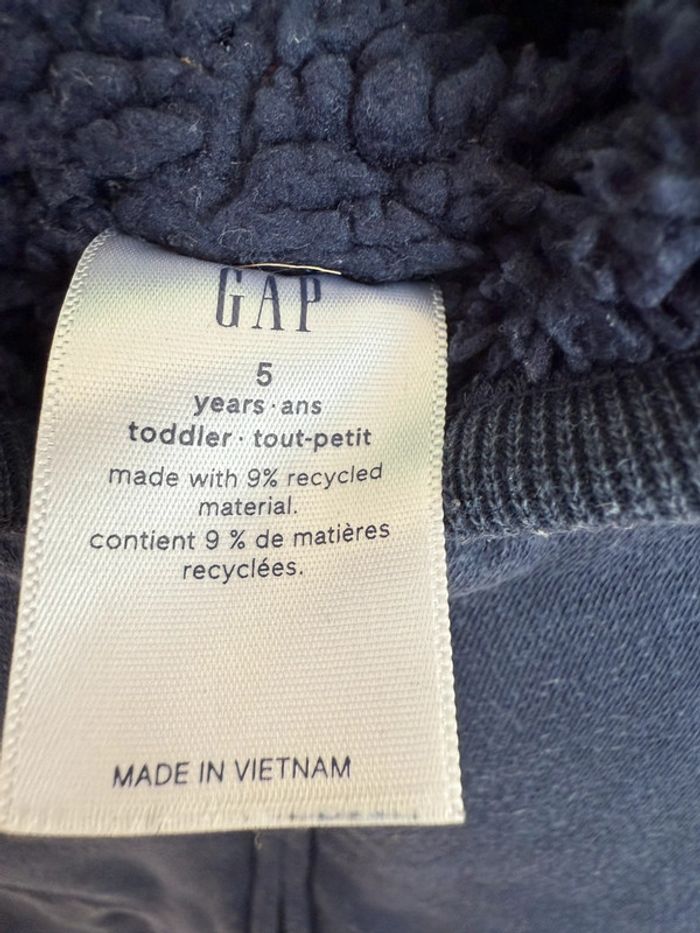 GAP
5
years · ans
toddler · tout-petit
made with 9% recycled
material.
contient 9 % de matières
recyclées.
MADE IN VIETNAM